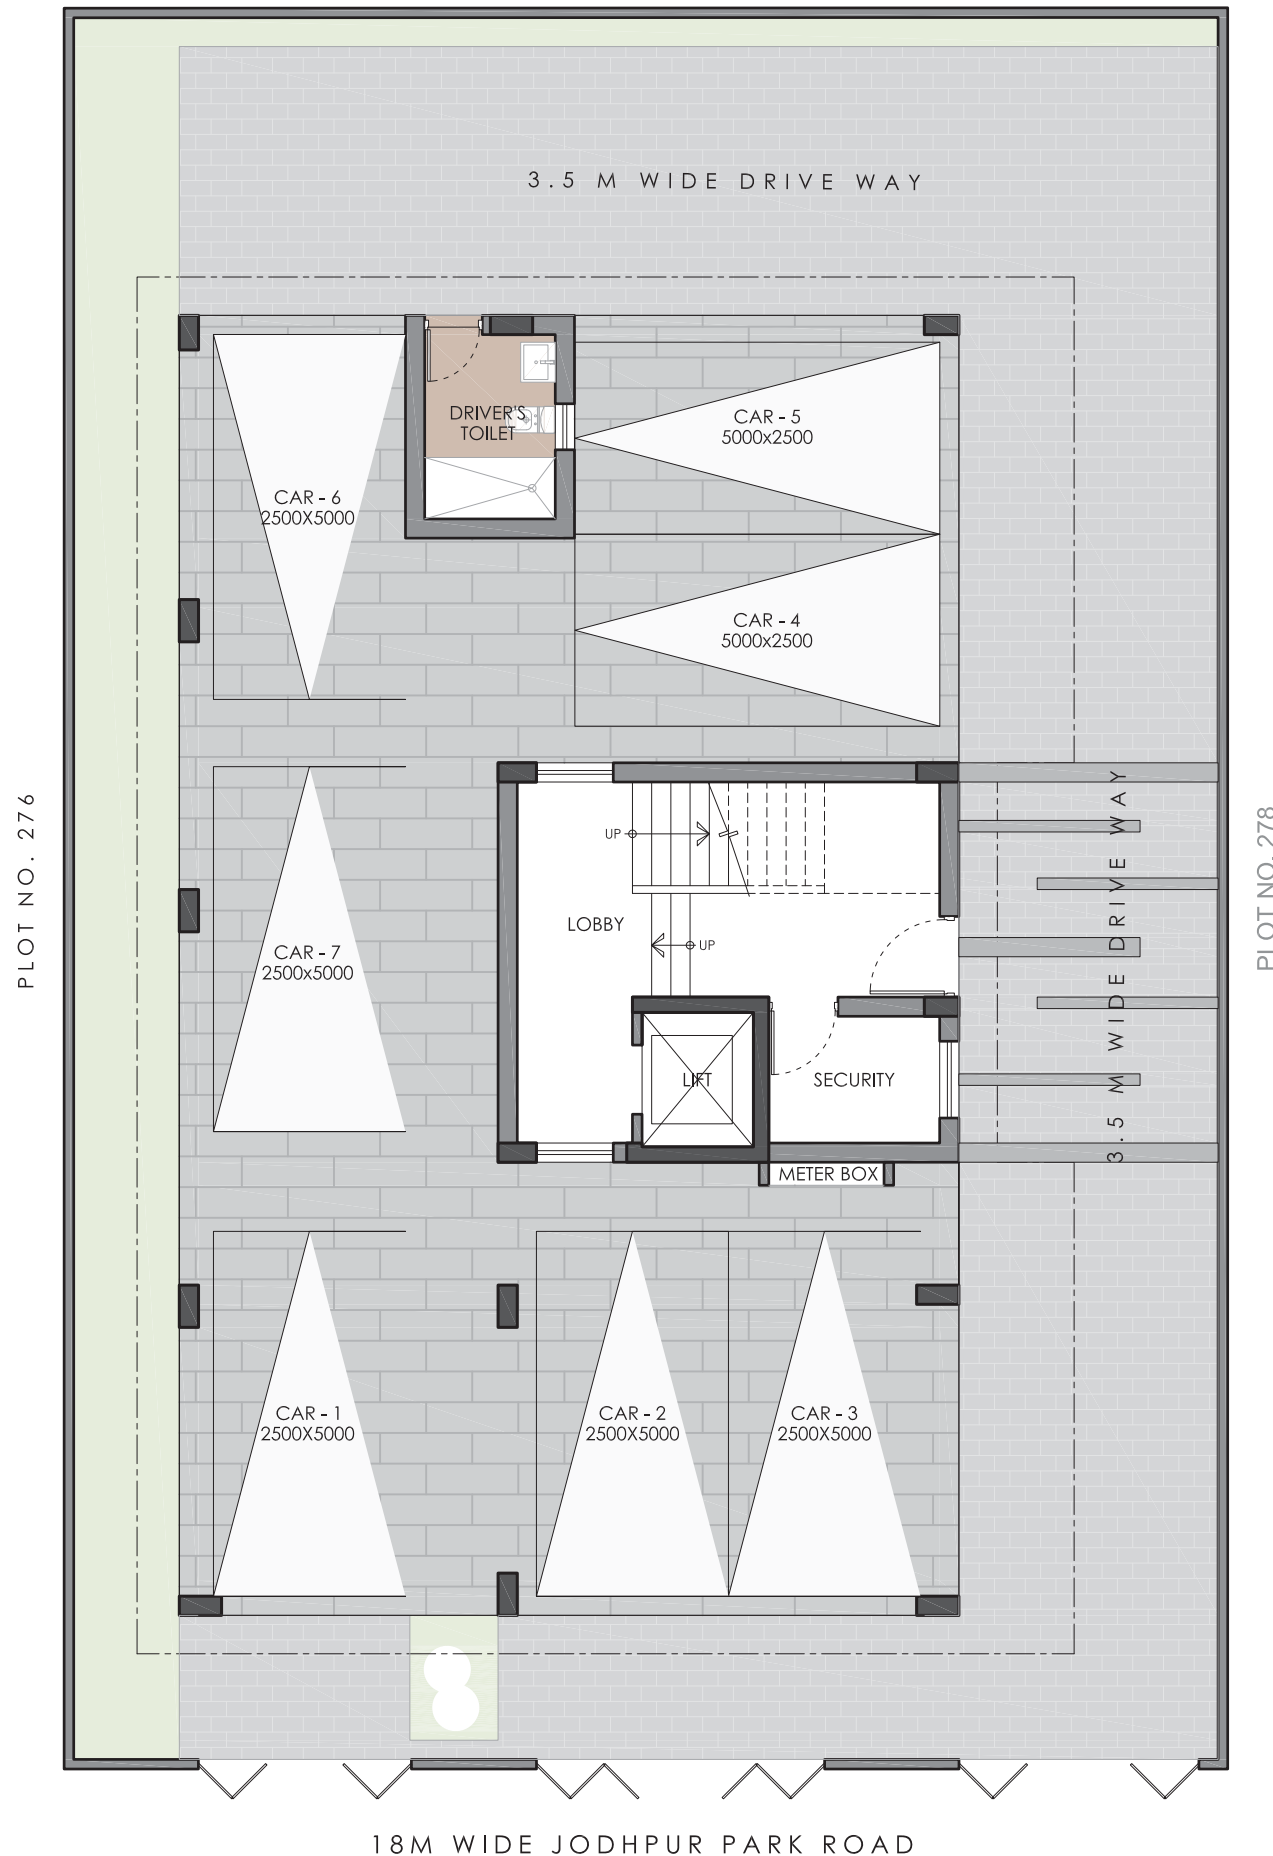 3.5 M WIDE DRIVE WAY
DRIVER'S
TOILET
CAR - 5
5000x2500
CAR - 6
2500X5000
CAR - 4
5000x2500
PLOT NO. 276
PLOT NO. 278
3.5 M WIDE DRIVE WAY
UP
LOBBY
UP
CAR - 7
2500x5000
LIFT
SECURITY
METER BOX
CAR - 1
2500X5000
CAR - 2
2500X5000
CAR - 3
2500X5000
18M WIDE JODHPUR PARK ROAD